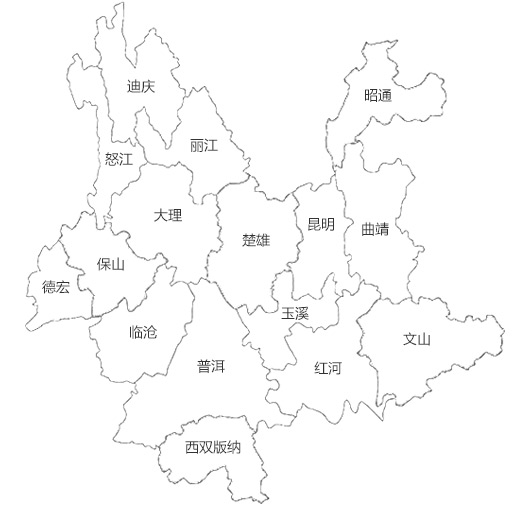 迪庆
昭通
丽江
怒江
大理
昆明
曲靖
楚雄
保山
德宏
玉溪
临沧
文山
普洱
红河
西双版纳